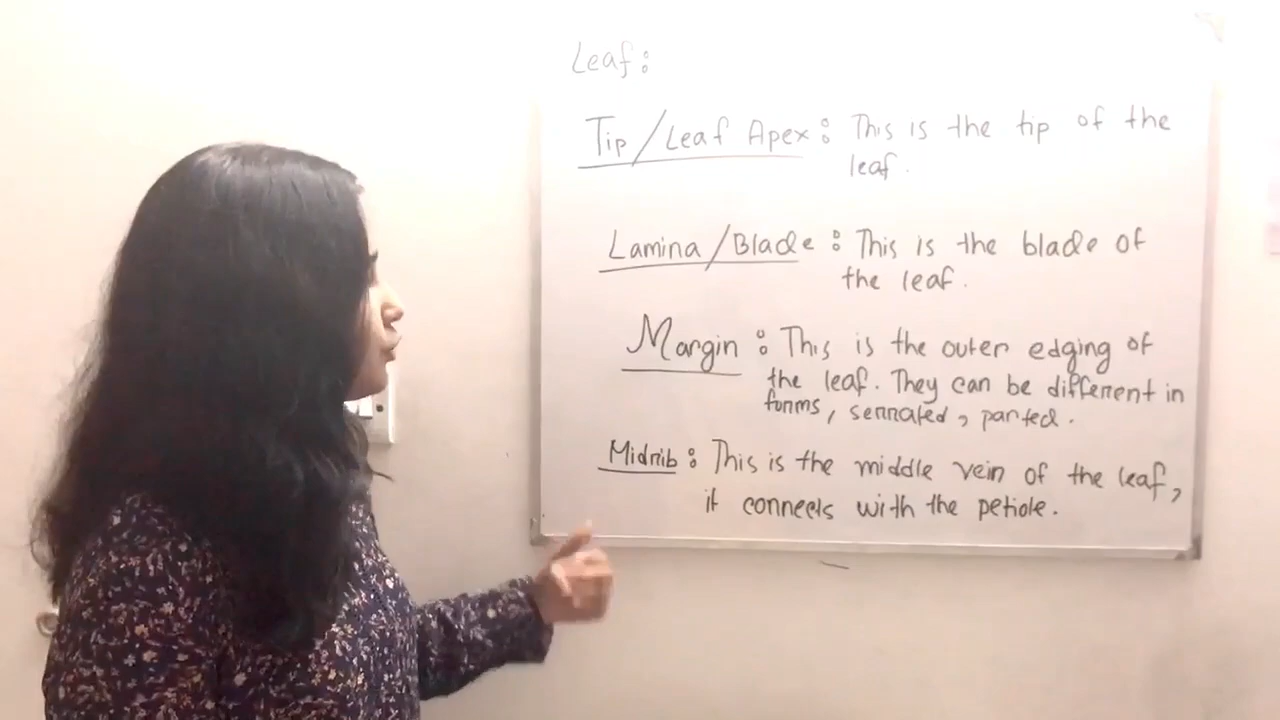 Leaf:
Tip/Leaf Apex: This is the tip of the
leaf.
Lamina/Blade: This is the blade of
the leaf.
Margin: This is the outer edging of
the leaf. They can be different in
forms, serrated, parted.
Midrib: This is the middle vein of the leaf,
it connects with the petiole.